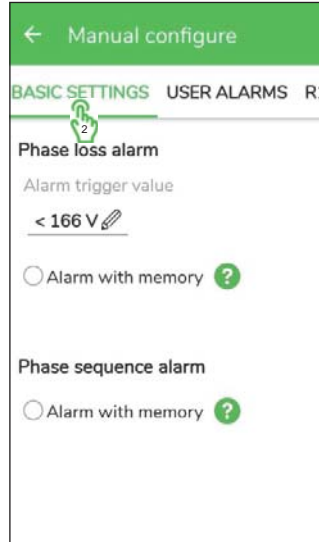 ← Manual configure
BASIC SETTINGS USER ALARMS R
2
Phase loss alarm
Alarm trigger value
< 166 V
Alarm with memory ?
Phase sequence alarm
Alarm with memory ?